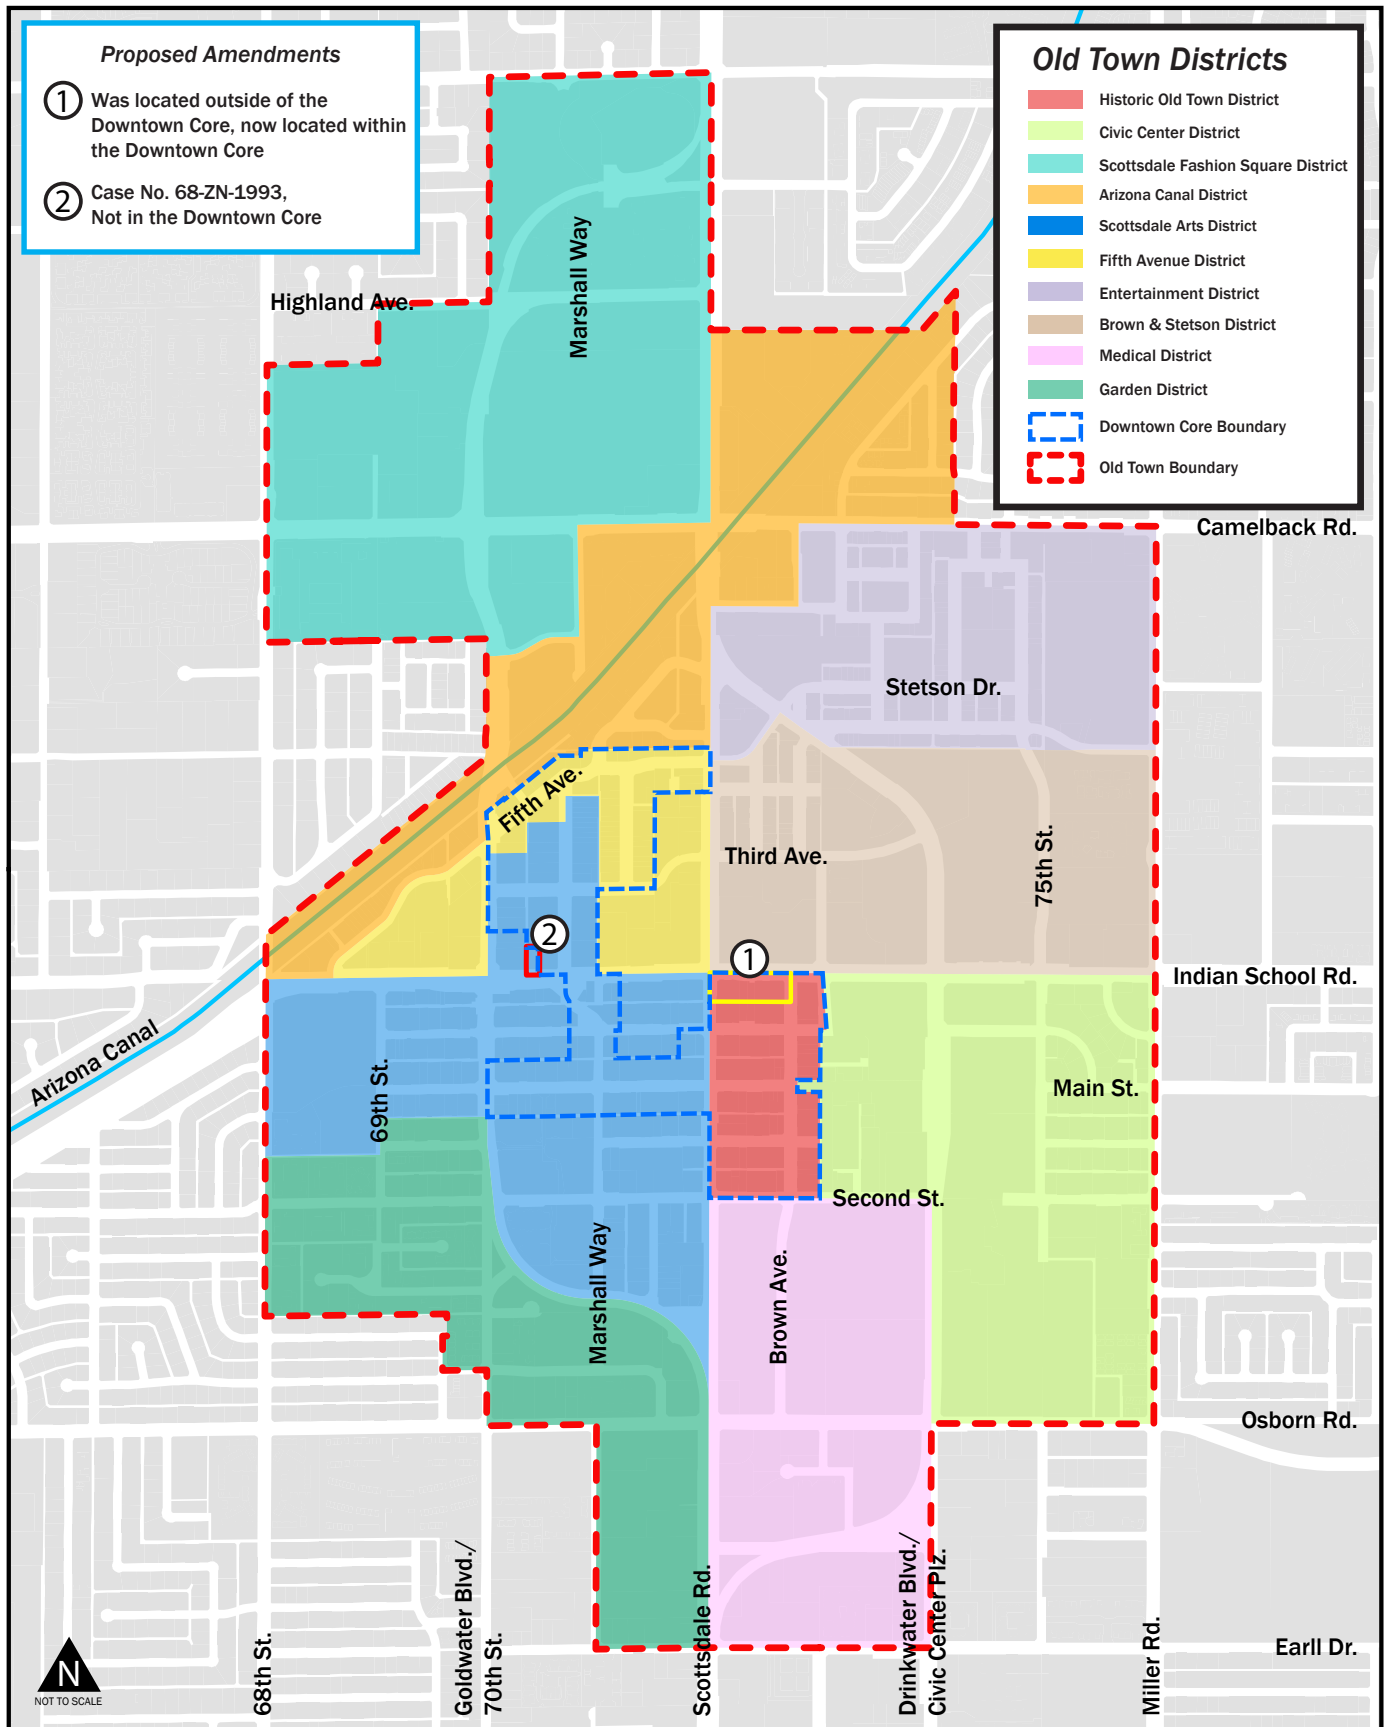 Proposed Amendments
1 Was located outside of the
Downtown Core, now located within
the Downtown Core
2 Case No. 68-ZN-1993,
Not in the Downtown Core
Old Town Districts
Historic Old Town District
Civic Center District
Scottsdale Fashion Square District
Arizona Canal District
Scottsdale Arts District
Fifth Avenue District
Entertainment District
Brown & Stetson District
Medical District
Garden District
Downtown Core Boundary
Old Town Boundary
Highland Ave.
Marshall Way
Camelback Rd.
Stetson Dr.
Fifth Ave.
Third Ave.
75th St.
2
1
Indian School Rd.
Arizona Canal
69th St.
Main St.
Second St.
Marshall Way
Brown Ave.
Osborn Rd.
Goldwater Blvd./
70th St.
Scottsdale Rd.
Drinkwater Blvd./
Civic Center Plz.
68th St.
Miller Rd.
Earll Dr.
N
NOT TO SCALE